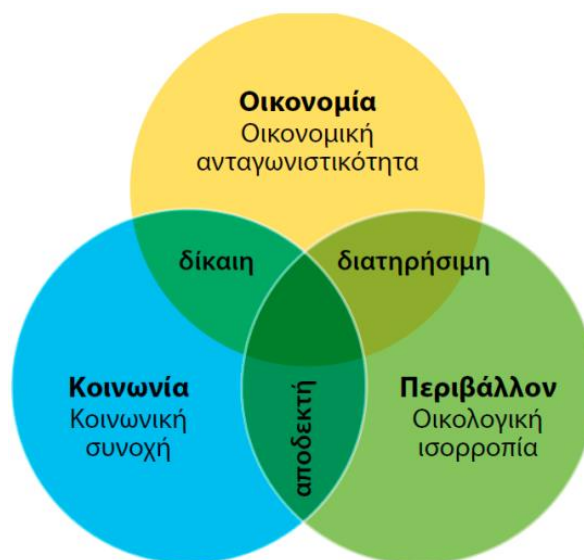 Οικονομία
Οικονομική
ανταγωνιστικότητα
δίκαιη
διατηρήσιμη
Κοινωνία
Κοινωνική
συνοχή
αποδεκτή
Περιβάλλον
Οικολογική
ισορροπία